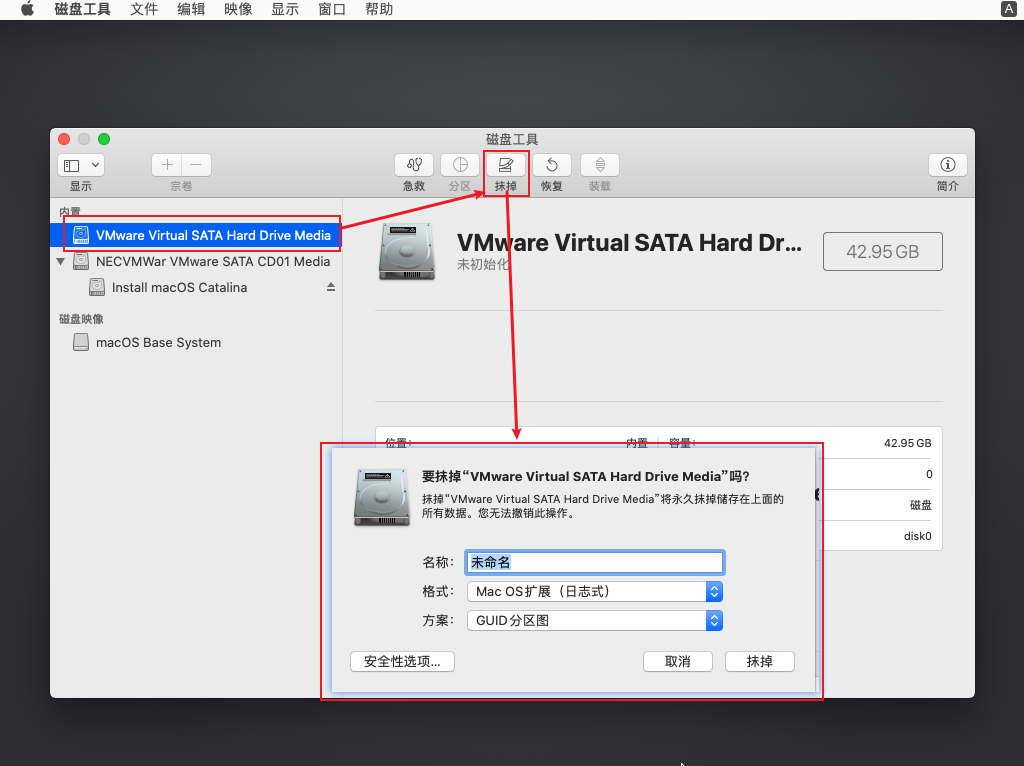 磁盘工具 文件 编辑 映像 显示 窗口 帮助
A
磁盘工具
显示 宗卷 急救 分区 抹掉 恢复 装载 简介
内置
VMware Virtual SATA Hard Drive Media
NECVMWar VMware SATA CD01 Media
Install macOS Catalina
磁盘映像
macOS Base System
VMware Virtual SATA Hard Dr...
未初始化
42.95 GB
位置： 内置 容量： 42.95 GB
0
磁盘
disk0
要抹掉“VMware Virtual SATA Hard Drive Media”吗？
抹掉“VMware Virtual SATA Hard Drive Media”将永久抹掉储存在上面的
所有数据。您无法撤销此操作。
名称： 未命名
格式： Mac OS扩展（日志式）
方案： GUID分区图
安全性选项... 取消 抹掉